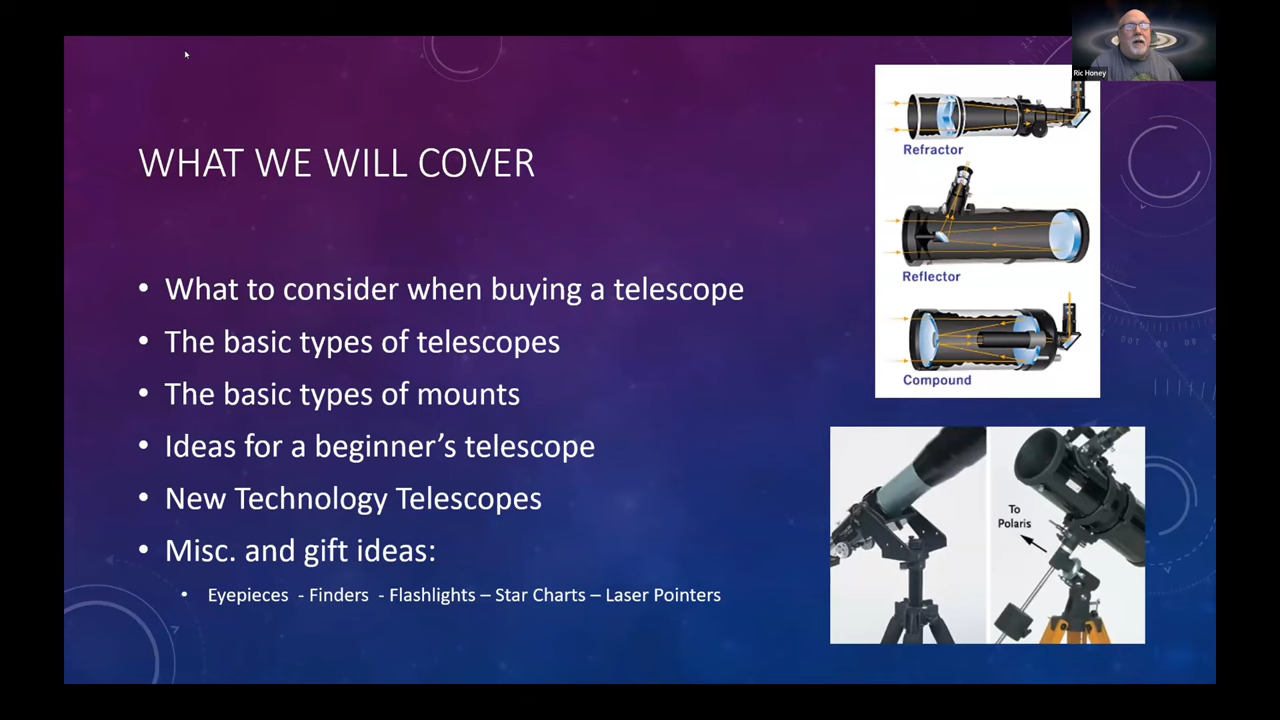 Ric Honey
WHAT WE WILL COVER
• What to consider when buying a telescope
• The basic types of telescopes
• The basic types of mounts
• Ideas for a beginner’s telescope
• New Technology Telescopes
• Misc. and gift ideas:
• Eyepieces - Finders - Flashlights – Star Charts – Laser Pointers
Refractor
Reflector
Compound
To
Polaris